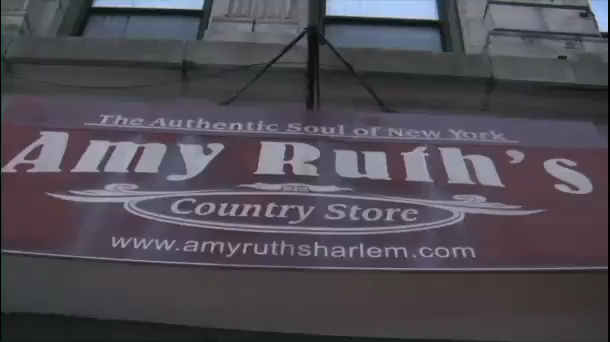 The Authentic Soul of New York
Amy Ruth's
Country Store
www.amyruthsharlem.com